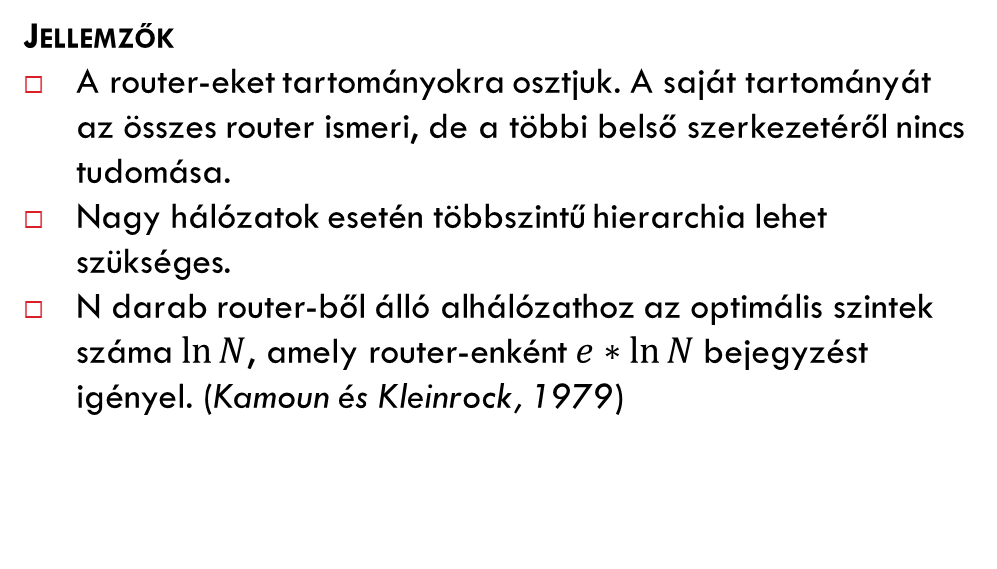 JELLEMZŐK
□ A router-eket tartományokra osztjuk. A saját tartományát
az összes router ismeri, de a többi belső szerkezetéről nincs
tudomása.
□ Nagy hálózatok esetén többszintű hierarchia lehet
szükséges.
□ N darab router-ből álló alhálózathoz az optimális szintek
száma ln N, amely router-enként e * ln N bejegyzést
igényel. (Kamoun és Kleinrock, 1979)